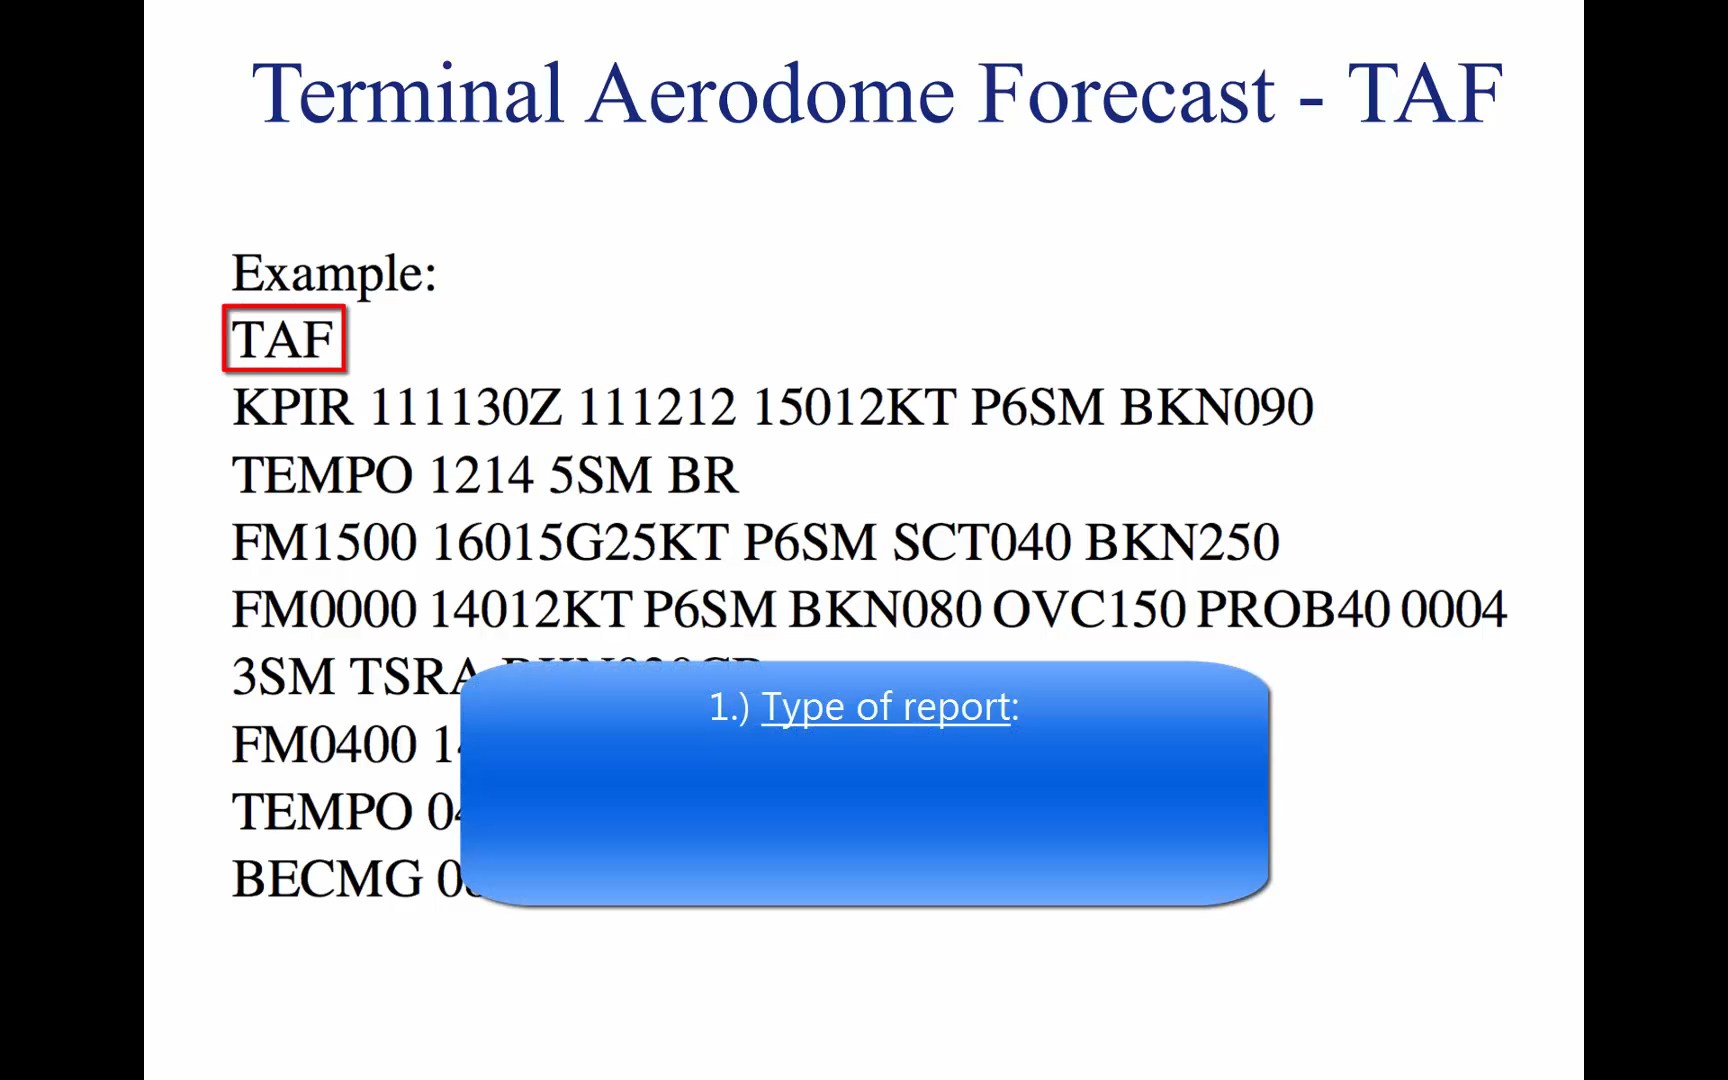 Terminal Aerodome Forecast - TAF
Example:
TAF
KPIR 111130Z 111212 15012KT P6SM BKN090
TEMPO 1214 5SM BR
FM1500 16015G25KT P6SM SCT040 BKN250
FM0000 14012KT P6SM BKN080 OVC150 PROB40 0004
3SM TSRA
FM0400
TEMPO
BECMG
1.) Type of report: